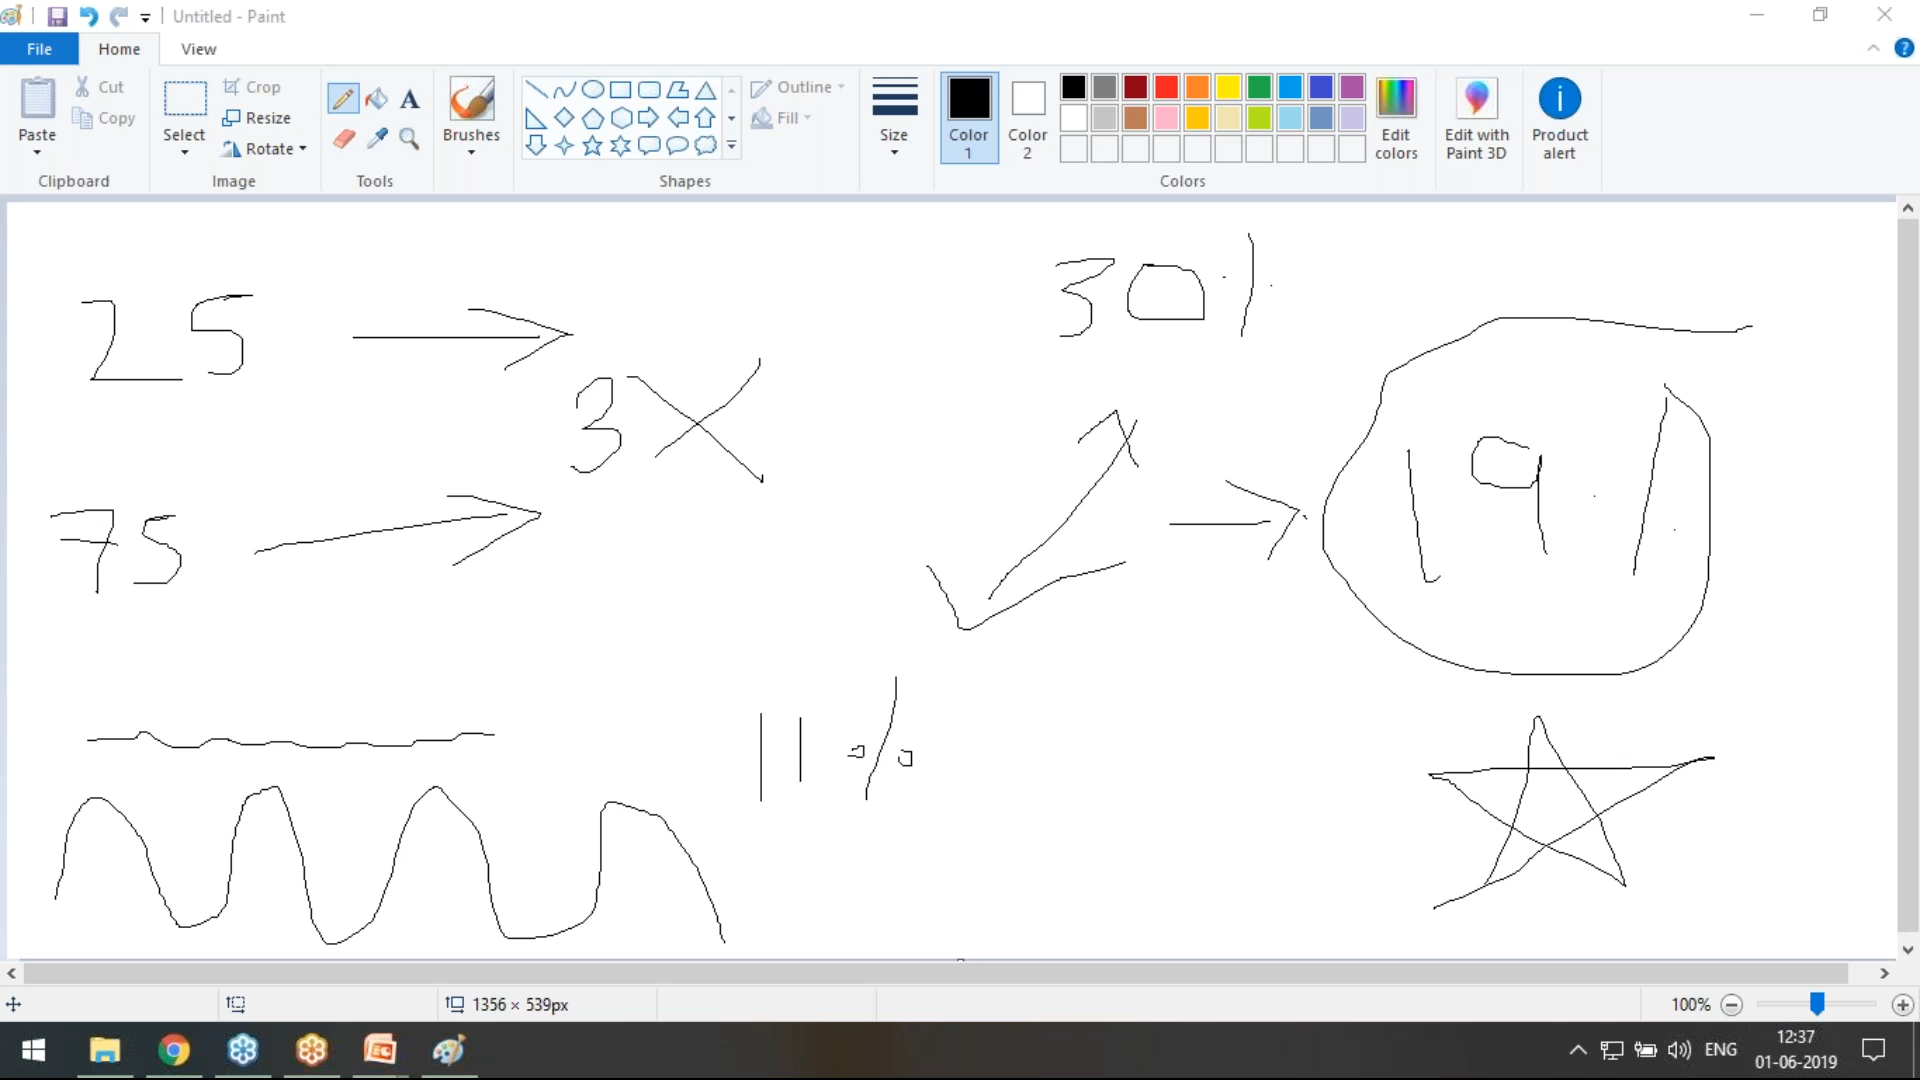 Untitled - Paint
File Home View
Paste
Cut
Copy
Clipboard
Select
Crop
Resize
Rotate
Image
A
Tools
Brushes
Outline
Fill
Shapes
Size
Color 1
Color 2
Edit colors
Colors
Edit with Paint 3D
Product alert
30%
25
3X
19%
75
11%
1356 × 539px
100%
ENG
12:37
01-06-2019